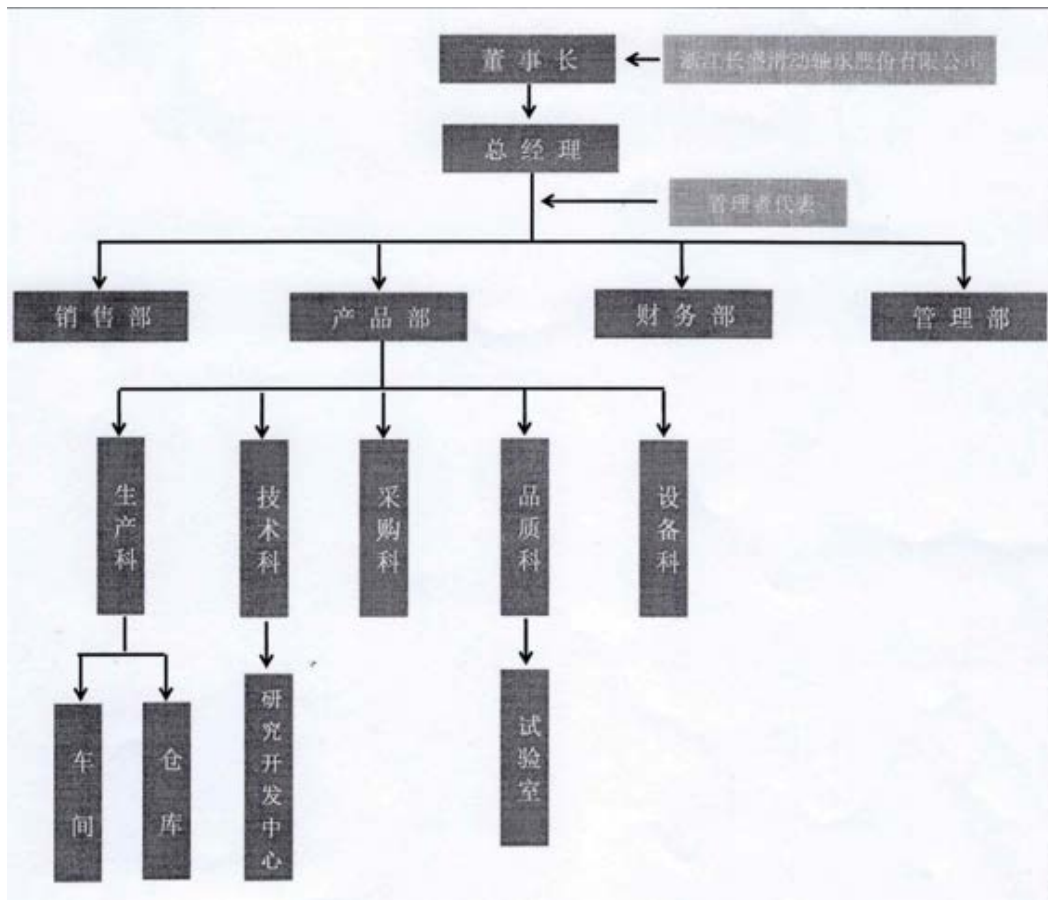 董事长
浙江长盛滑动轴承股份有限公司
总经理
管理者代表
销售部
产品部
财务部
管理部
生产科
技术科
采购科
品质科
设备科
车间
仓库
研究开发中心
试验室